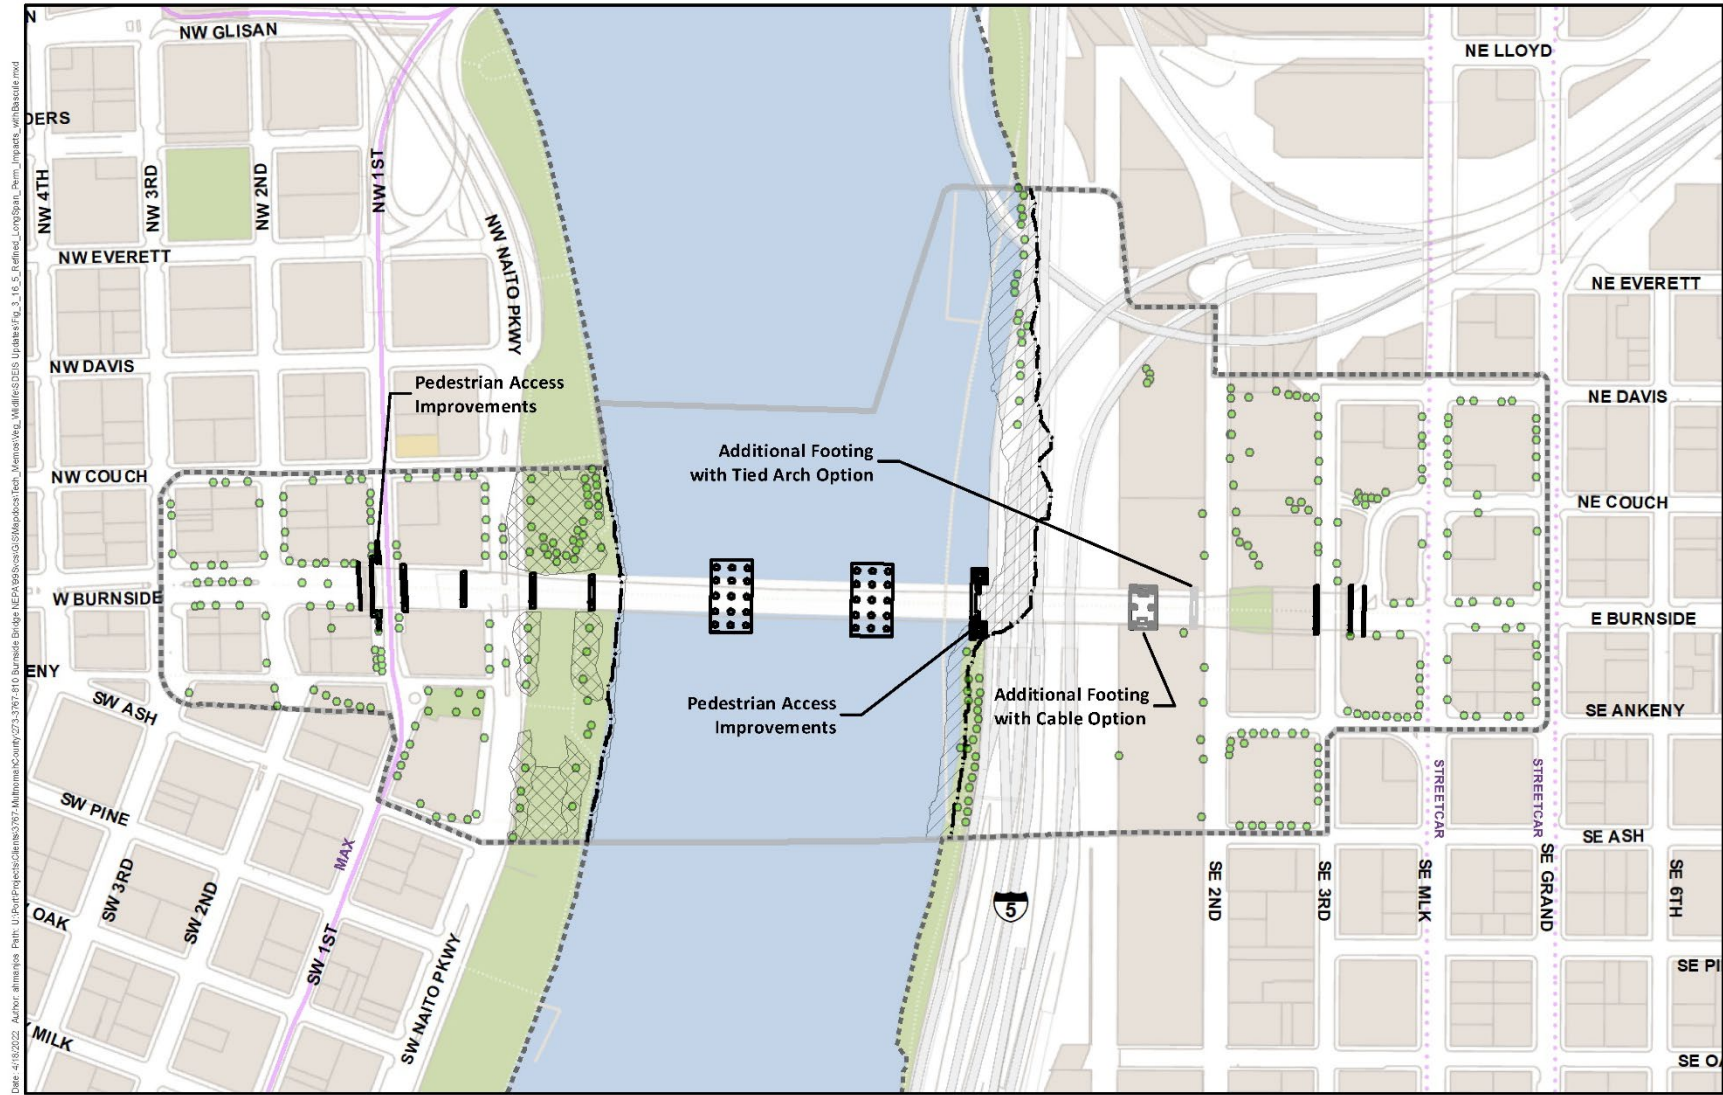 N
NW GLISAN
NE LLOYD
DERS
NW 4TH
NW 3RD
NW 2ND
NW 1ST
NW NAITO PKWY
NW EVERETT
NE EVERETT
NW DAVIS
NE DAVIS
Pedestrian Access
Improvements
Additional Footing
with Tied Arch Option
NW COUCH
NE COUCH
W BURNSIDE
E BURNSIDE
ENY
SW ASH
Pedestrian Access
Improvements
Additional Footing
with Cable Option
SE ANKENY
STREETCAR
STREETCAR
SW PINE
MAX
SE ASH
SW 3RD
SW 2ND
SE 2ND
SE 3RD
SE MLK
SE GRAND
SE 6TH
5
OAK
SW 1ST
SW NAITO PKWY
SE PI
MILK
SE OA